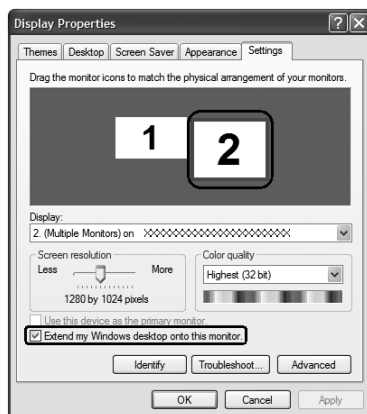 Display Properties
Themes Desktop Screen Saver Appearance Settings
Drag the monitor icons to match the physical arrangement of your monitors.
1 2
Display:
2. (Multiple Monitors) on XXXXXXXXXXXXXXXXXXXXXXXX
Screen resolution Color quality
Less More Highest (32 bit)
1280 by 1024 pixels
Use this device as the primary monitor.
Extend my Windows desktop onto this monitor.
Identify Troubleshoot... Advanced
OK Cancel Apply